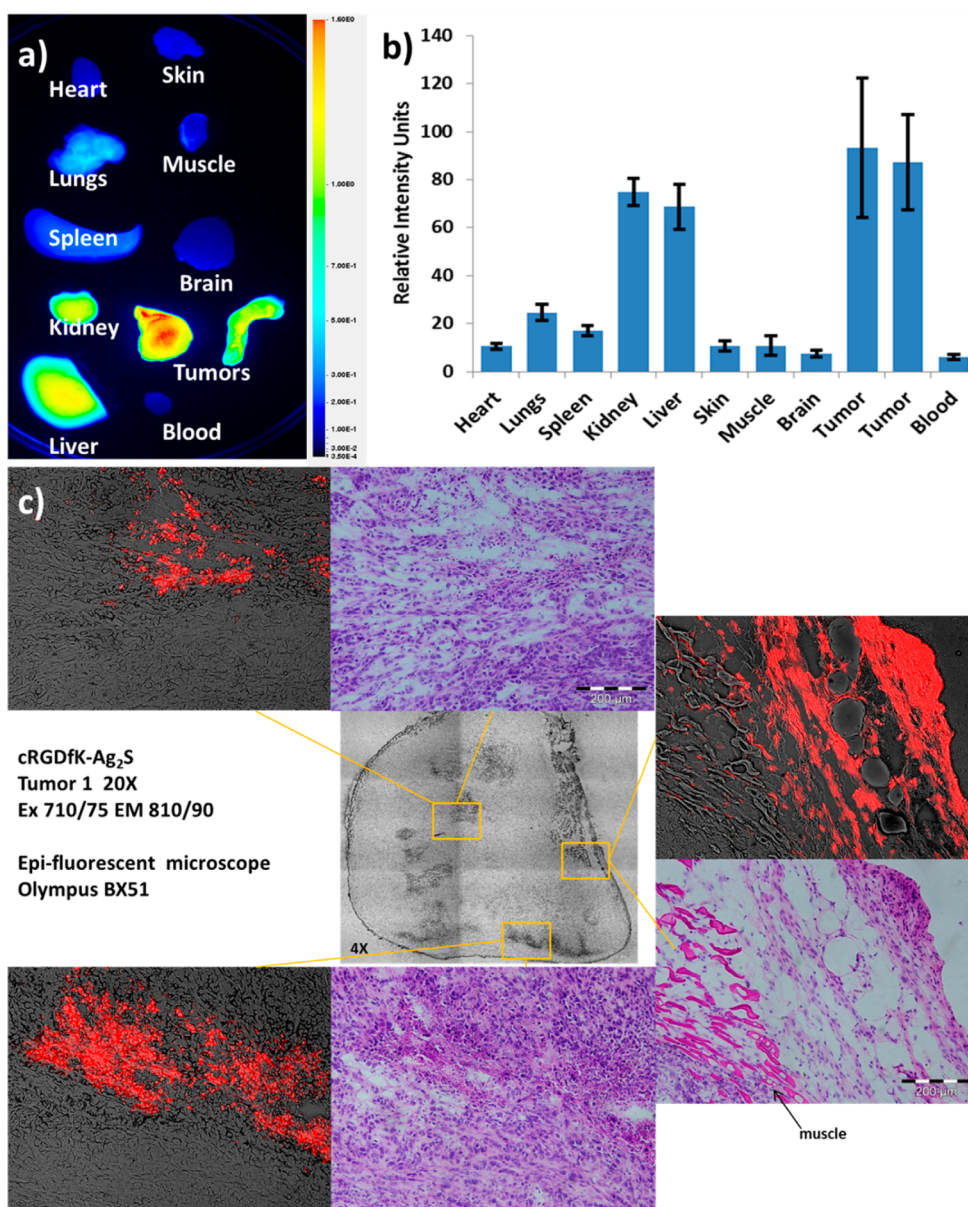 a)
Heart
Skin
Lungs
Muscle
Spleen
Brain
Kidney
Tumors
Liver
Blood
1.60E0
1.00E0
7.00E-1
5.00E-1
3.00E-1
2.00E-1
1.00E-1
3.00E-2
3.50E-4
b)
Relative Intensity Units
140
120
100
80
60
40
20
0
Heart
Lungs
Spleen
Kidney
Liver
Skin
Muscle
Brain
Tumor
Tumor
Blood
c)
200 µm
cRGDfK-Ag₂S
Tumor 1 20X
Ex 710/75 EM 810/90
Epi-fluorescent microscope
Olympus BX51
4X
200 µm
muscle